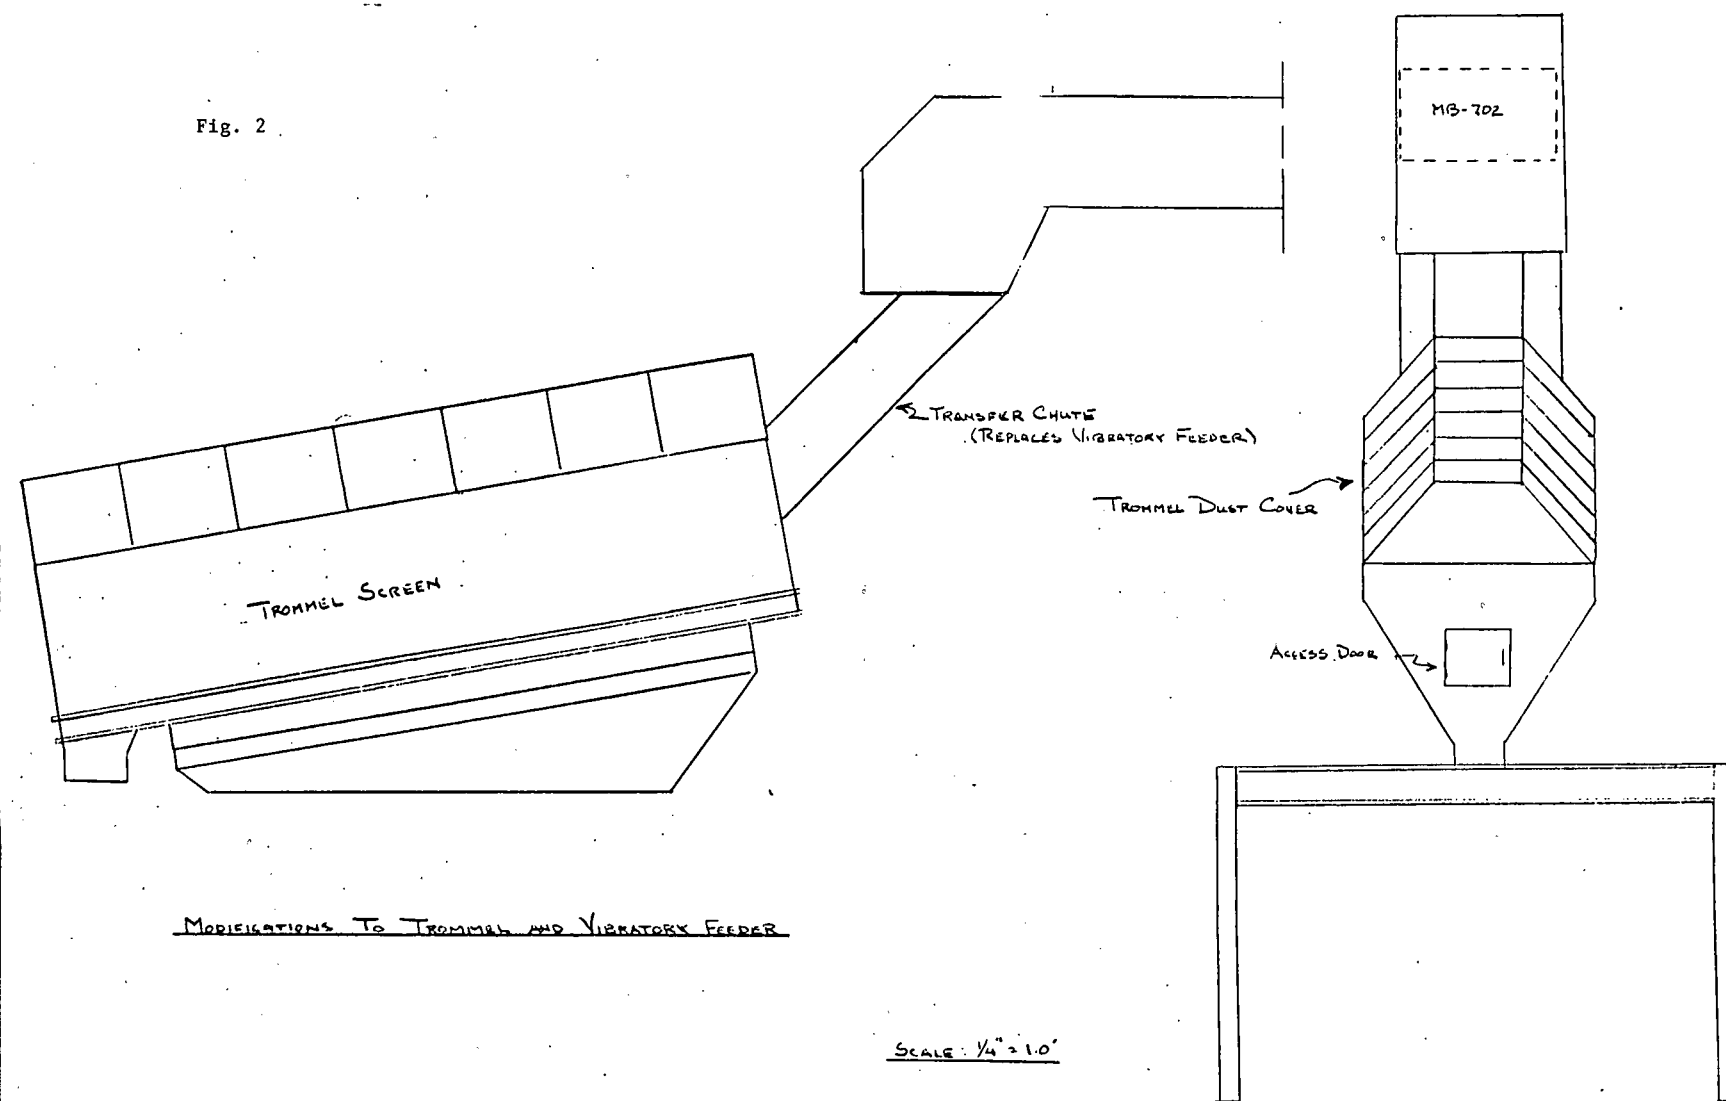 Fig. 2
MB-702
TRANSFER CHUTE
(REPLACES VIBRATORY FEEDER)
TROMMEL DUST COVER
TROMMEL SCREEN
ACCESS DOOR
MODIFICATIONS TO TROMMEL AND VIBRATORY FEEDER
SCALE: 1/4" = 1.0'